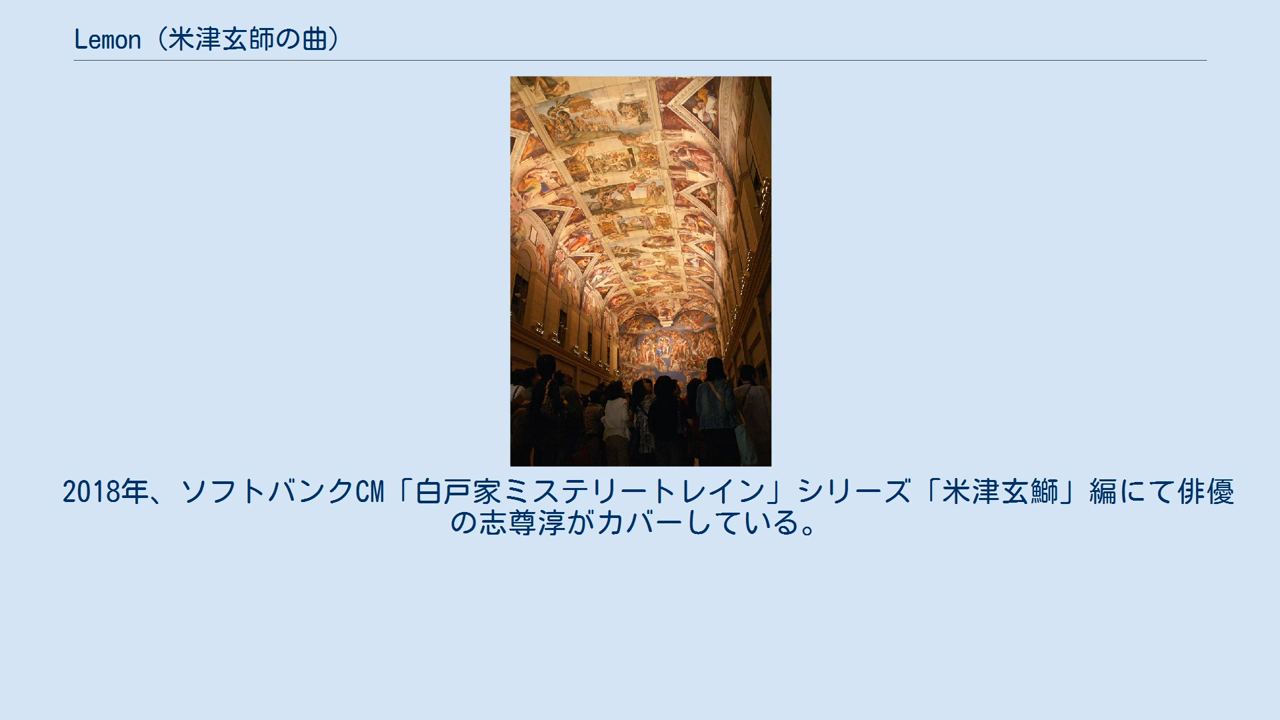 Lemon（米津玄師の曲）
2018年、ソフトバンクCM「白戸家ミステリートレイン」シリーズ「米津玄鰤」編にて俳優
の志尊淳がカバーしている。